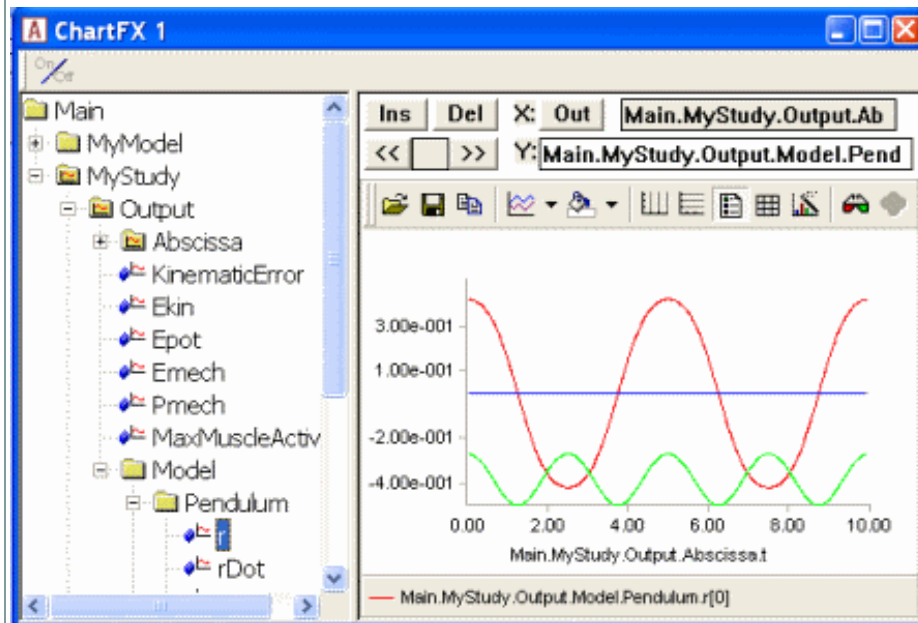 ChartFX 1
On/Off
Main
MyModel
MyStudy
Output
Abscissa
KinematicError
Ekin
Epot
Emech
Pmech
MaxMuscleActiv
Model
Pendulum
r
rDot
Ins Del X: Out Main.MyStudy.Output.Ab
<< >> Y: Main.MyStudy.Output.Model.Pend
3.00e-001
1.00e-001
-2.00e-001
-4.00e-001
0.00 2.00 4.00 6.00 8.00 10.00
Main.MyStudy.Output.Abscissa.t
Main.MyStudy.Output.Model.Pendulum.r[0]